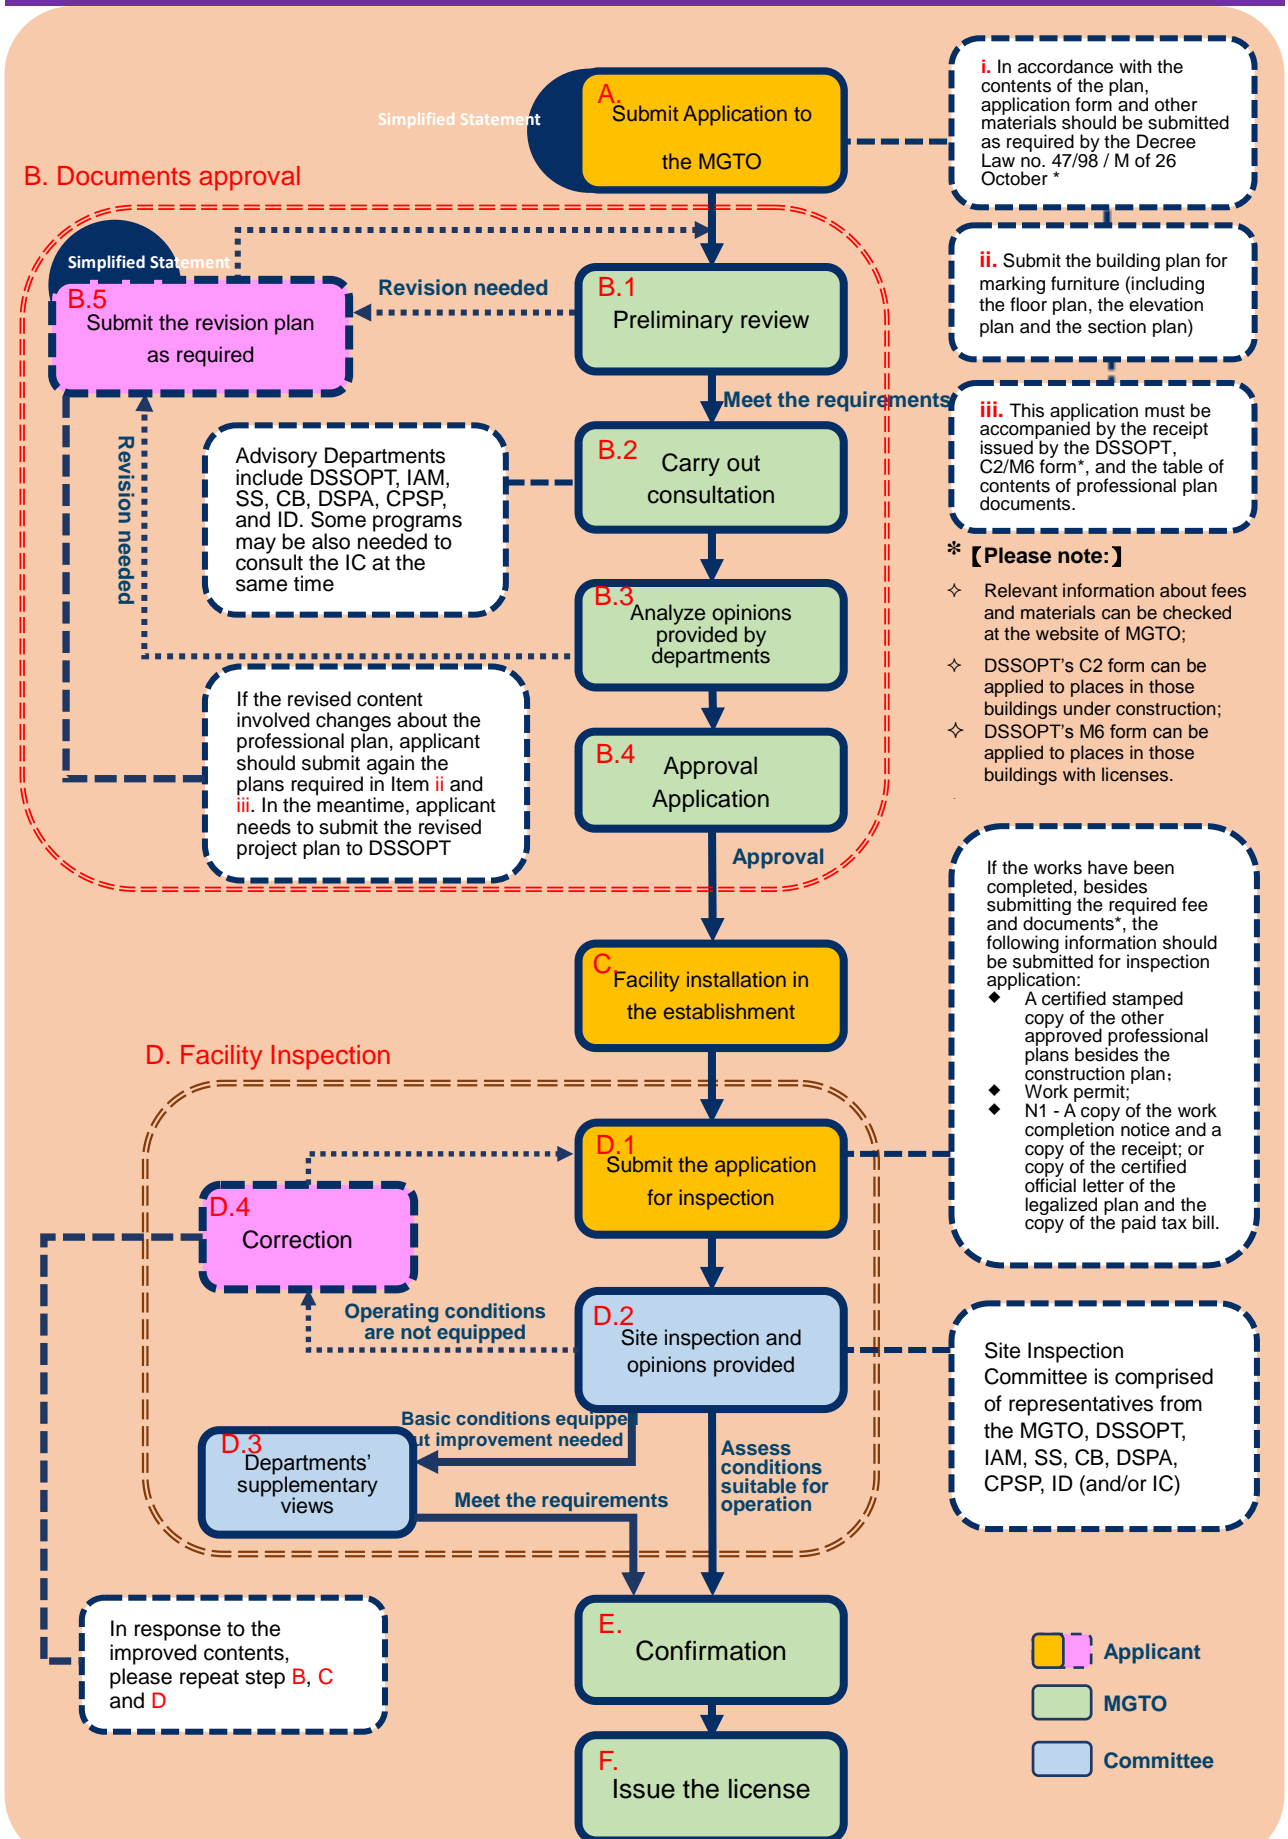 Simplified Statement
A.
Submit Application to
the MGTO
i. In accordance with the
contents of the plan,
application form and other
materials should be submitted
as required by the Decree
Law no. 47/98 / M of 26
October *
B. Documents approval
Simplified Statement
B.5
Submit the revision plan
as required
Revision needed
B.1
Preliminary review
ii. Submit the building plan for
marking furniture (including
the floor plan, the elevation
plan and the section plan)
Meet the requirements
iii. This application must be
accompanied by the receipt
issued by the DSSOPT,
C2/M6 form*, and the table of
contents of professional plan
documents.
Revision needed
Advisory Departments
include DSSOPT, IAM,
SS, CB, DSPA, CPSP,
and ID. Some programs
may be also needed to
consult the IC at the
same time
B.2
Carry out
consultation
* 【Please note:】
✧ Relevant information about fees
and materials can be checked
at the website of MGTO;
✧ DSSOPT’s C2 form can be
applied to places in those
buildings under construction;
✧ DSSOPT’s M6 form can be
applied to places in those
buildings with licenses.
B.3
Analyze opinions
provided by
departments
If the revised content
involved changes about the
professional plan, applicant
should submit again the
plans required in Item ii and
iii. In the meantime, applicant
needs to submit the revised
project plan to DSSOPT
B.4
Approval
Application
Approval
If the works have been
completed, besides
submitting the required fee
and documents*, the
following information should
be submitted for inspection
application:
◆ A certified stamped
copy of the other
approved professional
plans besides the
construction plan;
◆ Work permit;
◆ N1 - A copy of the work
completion notice and a
copy of the receipt; or
copy of the certified
official letter of the
legalized plan and the
copy of the paid tax bill.
C.
Facility installation in
the establishment
D. Facility Inspection
D.1
Submit the application
for inspection
D.4
Correction
Operating conditions
are not equipped
D.2
Site inspection and
opinions provided
Site Inspection
Committee is comprised
of representatives from
the MGTO, DSSOPT,
IAM, SS, CB, DSPA,
CPSP, ID (and/or IC)
Basic conditions equipped
ut improvement needed
D.3
Departments’
supplementary
views
Assess
conditions
suitable for
operation
Meet the requirements
In response to the
improved contents,
please repeat step B, C
and D
E.
Confirmation
F.
Issue the license
Applicant
MGTO
Committee